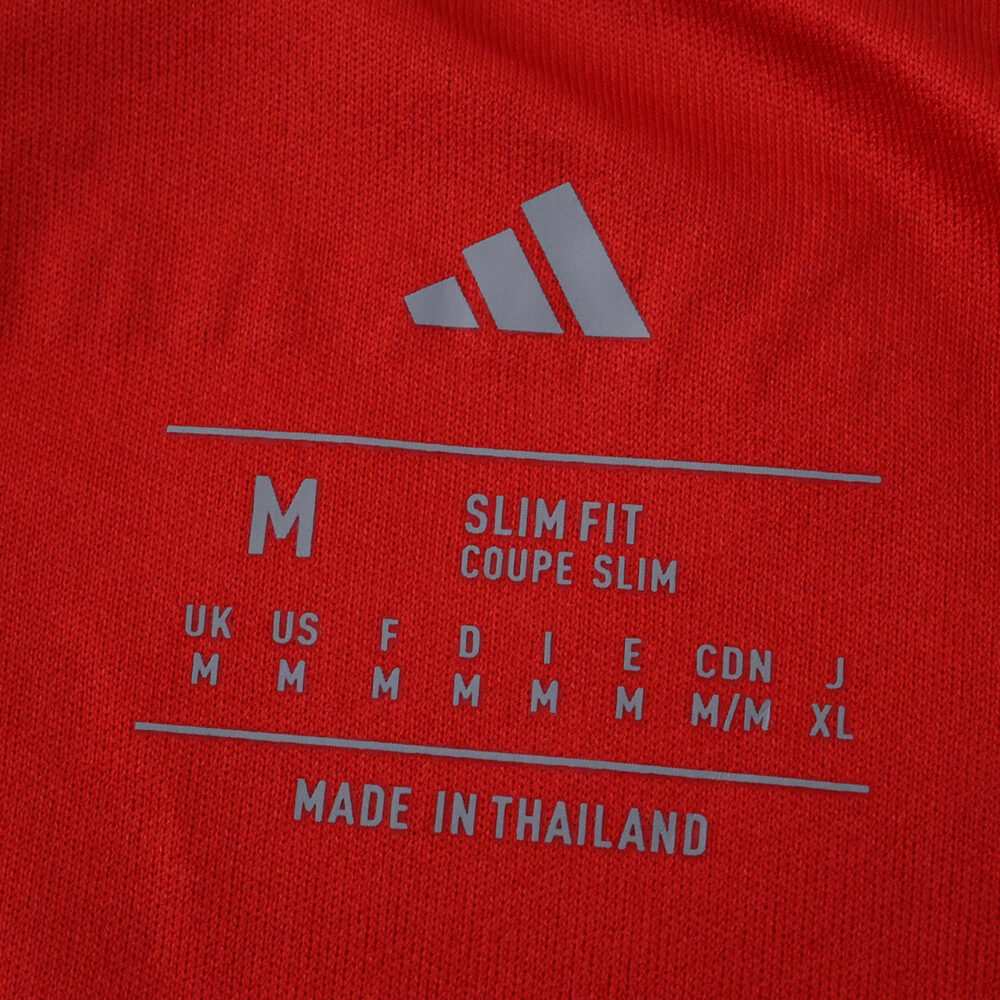 M
SLIM FIT
COUPE SLIM
UK US F D I E CDN J
M M M M M M M/M XL
MADE IN THAILAND